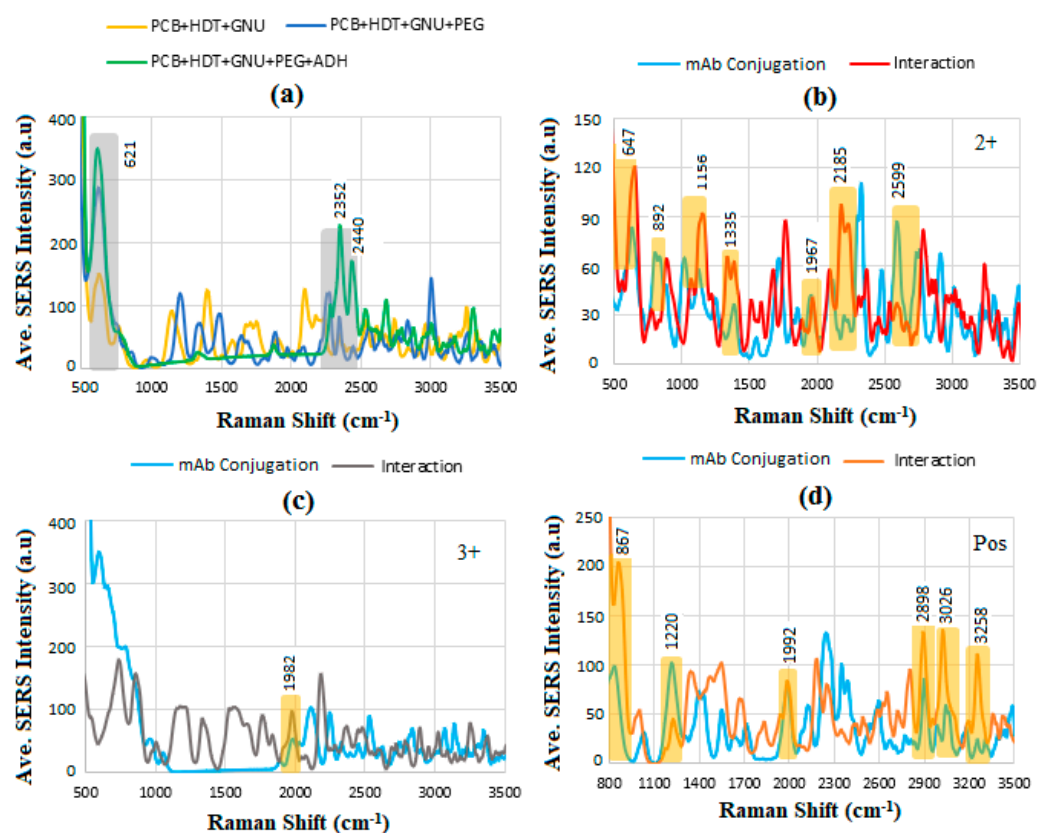 PCB+HDT+GNU PCB+HDT+GNU+PEG
PCB+HDT+GNU+PEG+ADH
(a)
Ave. SERS Intensity (a.u)
400
300
200
100
0
621
2352
2440
500 1000 1500 2000 2500 3000 3500
Raman Shift (cm-1)
mAb Conjugation Interaction
(b)
Ave. SERS Intensity (a.u)
150
120
90
60
30
0
2+
647
892
1156
1335
1967
2185
2599
500 1000 1500 2000 2500 3000 3500
Raman Shift (cm-1)
mAb Conjugation Interaction
(c)
Ave. SERS Intensity (a.u)
400
300
200
100
0
3+
1982
500 1000 1500 2000 2500 3000 3500
Raman Shift (cm-1)
mAb Conjugation Interaction
(d)
Ave. SERS Intensity (a.u)
250
200
150
100
50
0
Pos
867
1220
1992
2898
3026
3258
800 1100 1400 1700 2000 2300 2600 2900 3200 3500
Raman Shift (cm-1)